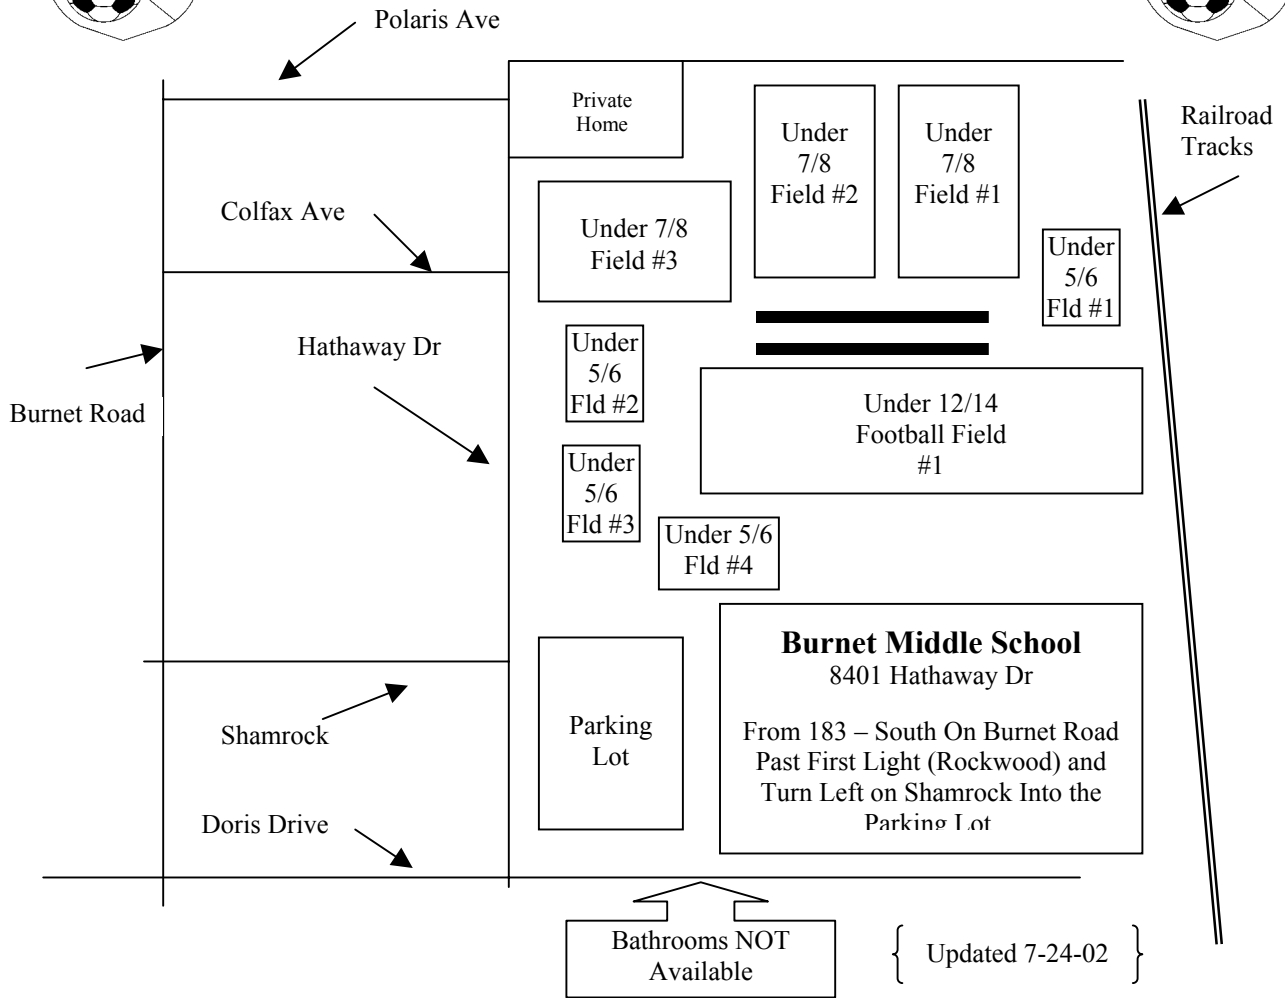 Polaris Ave
Private
Home
Under
7/8
Field #2
Under
7/8
Field #1
Railroad
Tracks
Colfax Ave
Under 7/8
Field #3
Under
5/6
Fld #1
Hathaway Dr
Under
5/6
Fld #2
Burnet Road
Under 12/14
Football Field
#1
Under
5/6
Fld #3
Under 5/6
Fld #4
Burnet Middle School
8401 Hathaway Dr
From 183 – South On Burnet Road
Past First Light (Rockwood) and
Turn Left on Shamrock Into the
Parking Lot
Parking
Lot
Shamrock
Doris Drive
Bathrooms NOT
Available
Updated 7-24-02